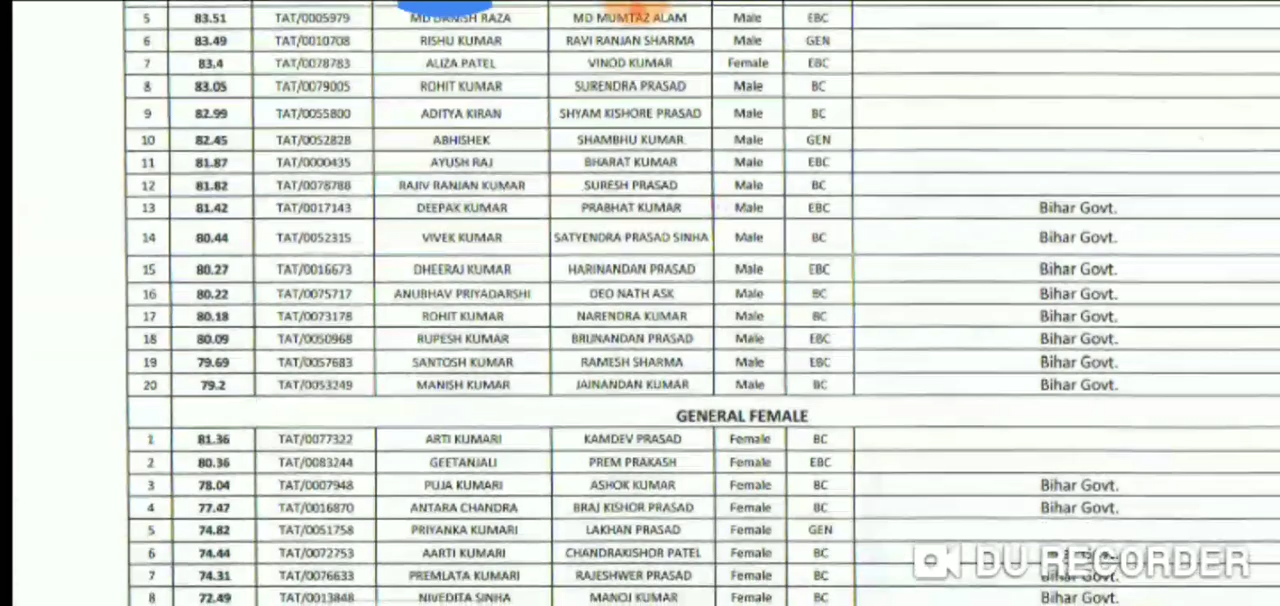 5 83.51 TAT/0005979 MD DANISH RAZA MD MUMTAZ ALAM Male EBC
6 83.49 TAT/0010708 RISHU KUMAR RAVI RANJAN SHARMA Male GEN
7 83.4 TAT/0078783 ALIZA PATEL VINOD KUMAR Female EBC
8 83.05 TAT/0079005 ROHIT KUMAR SURENDRA PRASAD Male BC
9 82.99 TAT/0055800 ADITYA KIRAN SHYAM KISHORE PRASAD Male BC
10 82.45 TAT/0052828 ABHISHEK SHAMBHU KUMAR Male GEN
11 81.87 TAT/0000435 AYUSH RAJ BHARAT KUMAR Male EBC
12 81.82 TAT/0078788 RAJIV RANJAN KUMAR SURESH PRASAD Male BC
13 81.42 TAT/0017143 DEEPAK KUMAR PRABHAT KUMAR Male EBC Bihar Govt.
14 80.44 TAT/0052315 VIVEK KUMAR SATYENDRA PRASAD SINHA Male BC Bihar Govt.
15 80.27 TAT/0016673 DHEERAJ KUMAR HARINANDAN PRASAD Male EBC Bihar Govt.
16 80.22 TAT/0075717 ANUBHAV PRIYADARSHI DEO NATH ASK Male BC Bihar Govt.
17 80.18 TAT/0073178 ROHIT KUMAR NARENDRA KUMAR Male BC Bihar Govt.
18 80.09 TAT/0050968 RUPESH KUMAR BRIJNANDAN PRASAD Male EBC Bihar Govt.
19 79.69 TAT/0057683 SANTOSH KUMAR RAMESH SHARMA Male EBC Bihar Govt.
20 79.2 TAT/0053249 MANISH KUMAR JAINANDAN KUMAR Male BC Bihar Govt.
GENERAL FEMALE
1 81.36 TAT/0077322 ARTI KUMARI KAMDEV PRASAD Female BC
2 80.36 TAT/0083244 GEETANJALI PREM PRAKASH Female EBC
3 78.04 TAT/0007948 PUJA KUMARI ASHOK KUMAR Female BC Bihar Govt.
4 77.47 TAT/0016870 ANTARA CHANDRA BRAJ KISHOR PRASAD Female BC Bihar Govt.
5 74.82 TAT/0051758 PRIYANKA KUMARI LAKHAN PRASAD Female GEN
6 74.44 TAT/0072753 AARTI KUMARI CHANDRAKISHOR PATEL Female BC
DU RECORDER
7 74.31 TAT/0076633 PREMLATA KUMARI RAJESHWER PRASAD Female BC Bihar Govt.
8 72.49 TAT/0013848 NIVEDITA SINHA MANOJ KUMAR Female BC Bihar Govt.